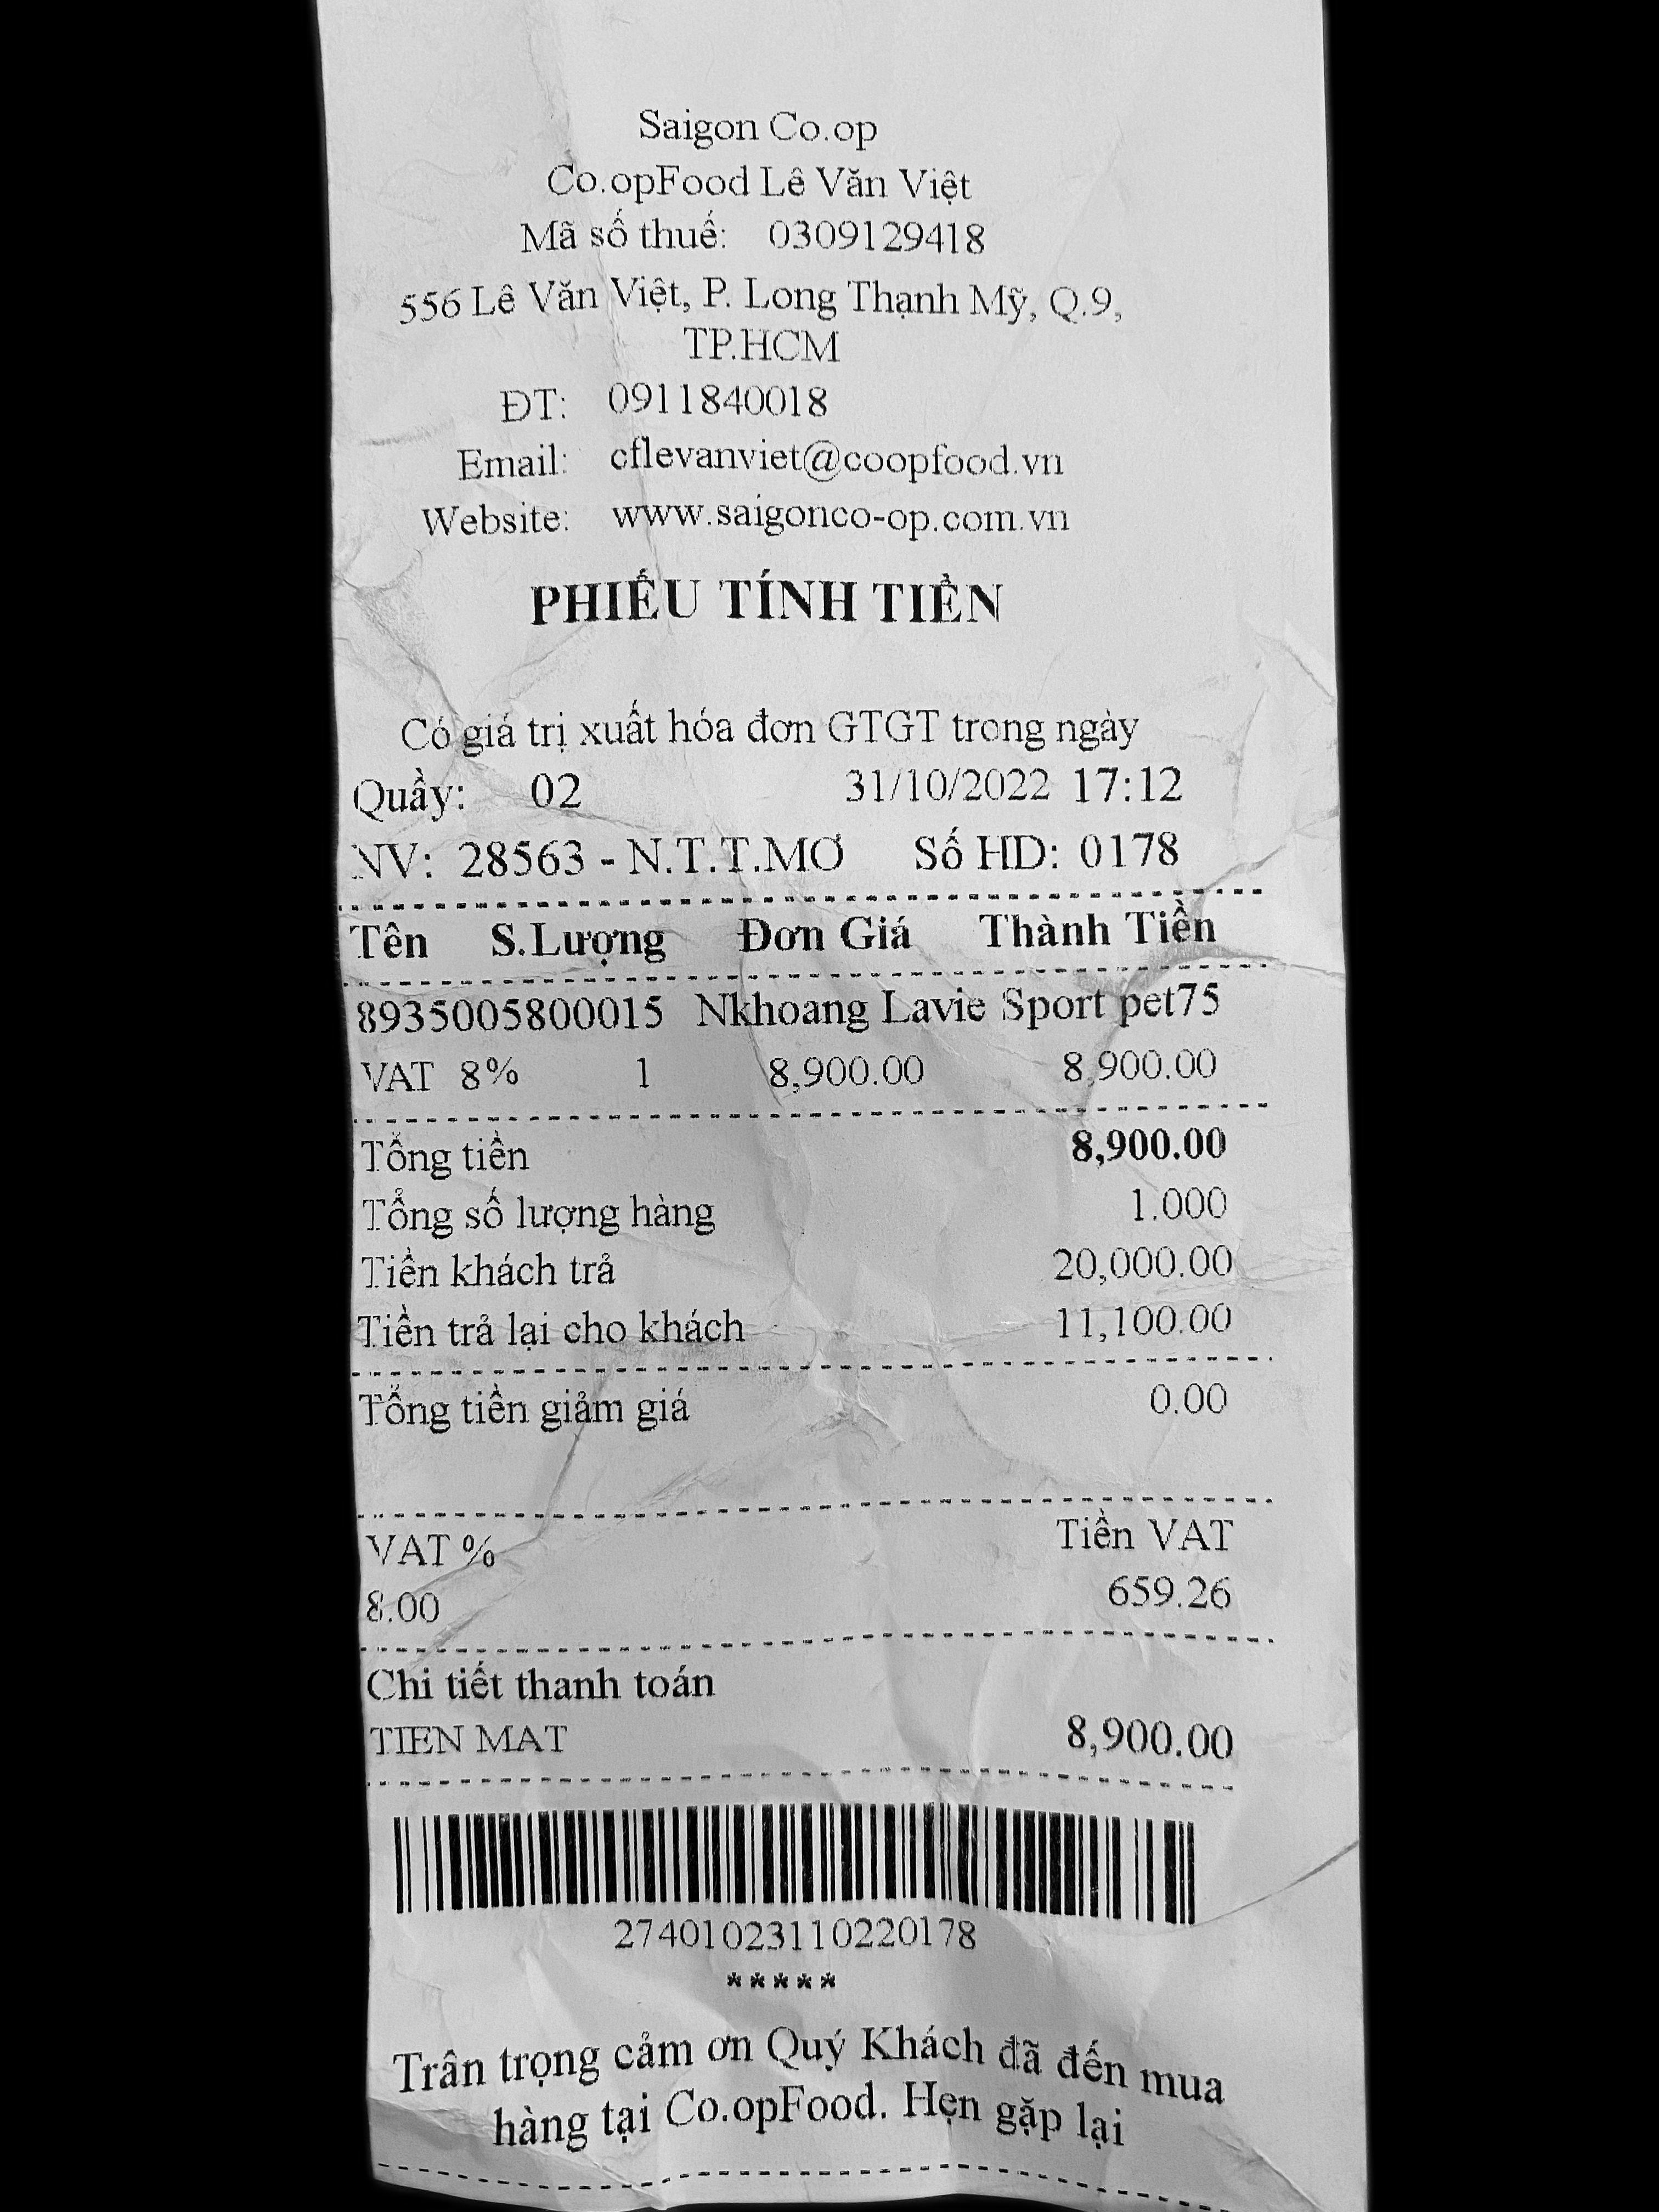 Saigon Co.op
Co.opFood Lê Văn Việt
Mã số thuế: 0309129418
556 Lê Văn Việt, P. Long Thạnh Mỹ, Q.9,
TP.HCM
ĐT: 0911840018
Email: cflevanviet@coopfood.vn
Website: www.saigonco-op.com.vn
PHIẾU TÍNH TIỀN
Có giá trị xuất hóa đơn GTGT trong ngày
Quầy: 02 31/10/2022 17:12
NV: 28563 - N.T.T.MƠ Số HD: 0178
Tên S.Lượng Đơn Giá Thành Tiền
8935005800015 Nkhoang Lavie Sport pet75
VAT 8% 1 8,900.00 8,900.00
Tổng tiền 8,900.00
Tổng số lượng hàng 1.000
Tiền khách trả 20,000.00
Tiền trả lại cho khách 11,100.00
Tổng tiền giảm giá 0.00
VAT % Tiền VAT
8.00 659.26
Chi tiết thanh toán
TIEN MAT 8,900.00
27401023110220178
*****
Trân trọng cảm ơn Quý Khách đã đến mua
hàng tại Co.opFood. Hẹn gặp lại